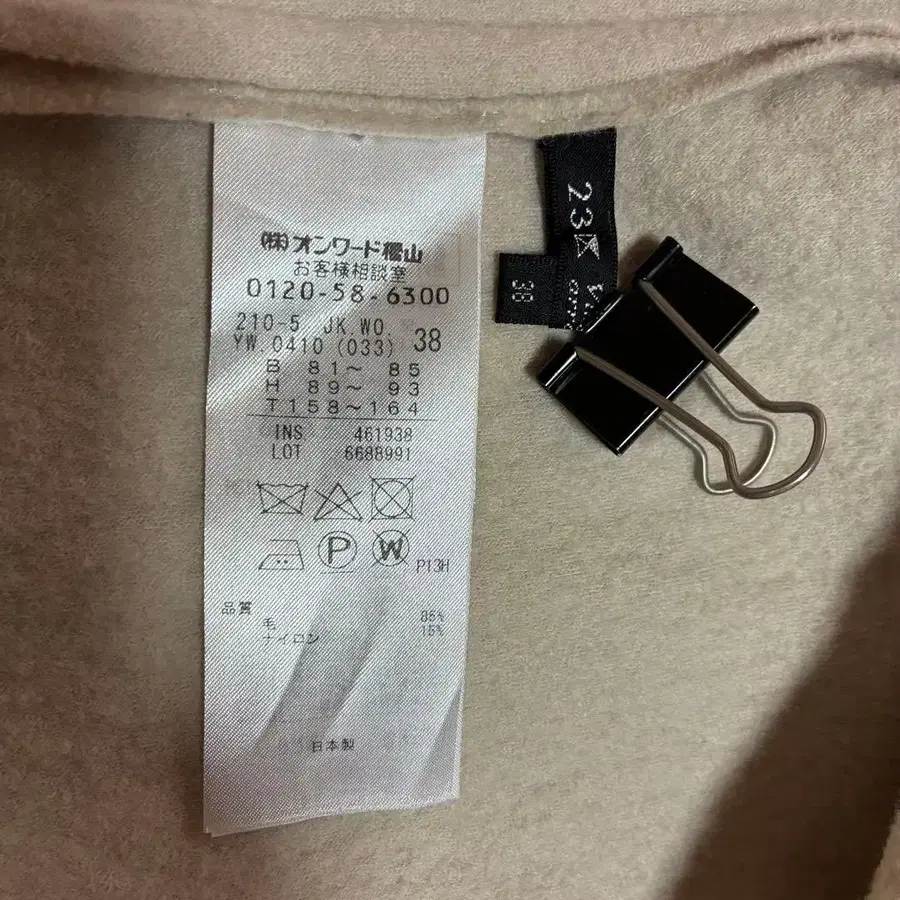 (株)オンワード樫山
お客様相談室
0120-58-6300
210-5 JK.WO.
YW.0410 (033) 38
B 81～ 85
H 89～ 93
T158～164
INS 461938
LOT 6688991
P
W
P13H
品質
毛 85%
ナイロン 15%
日本製
23区
38